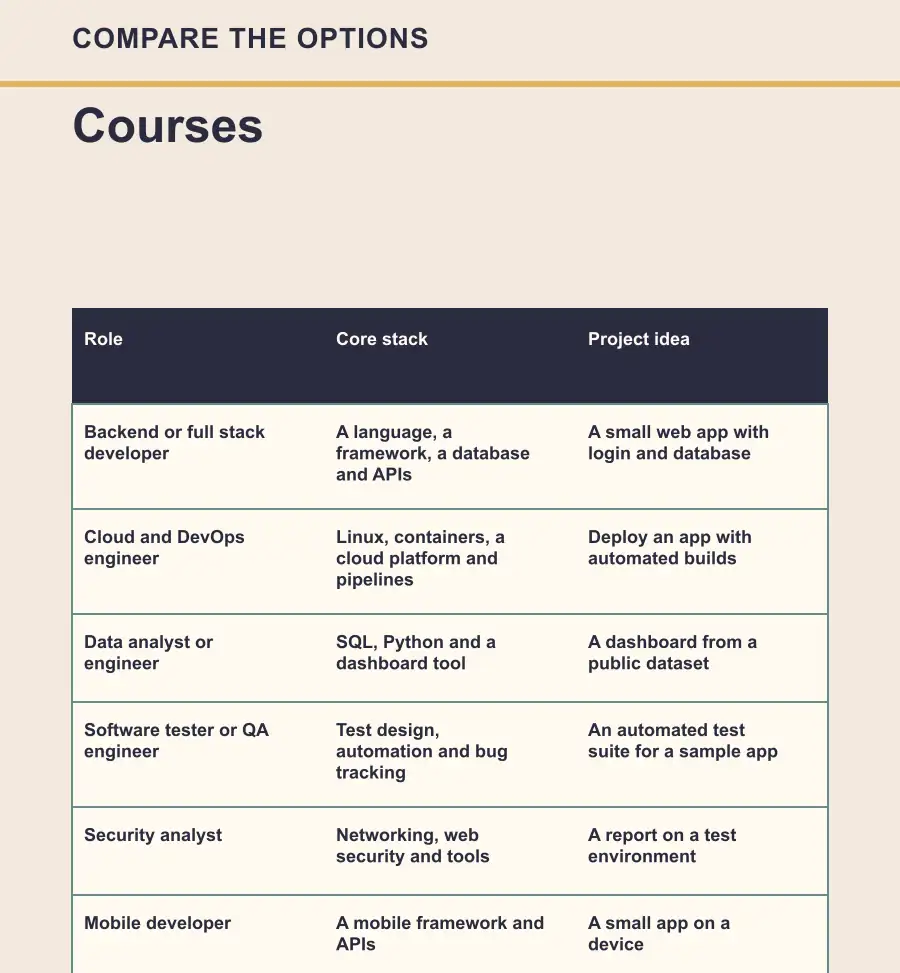 COMPARE THE OPTIONS
Courses
Role
Core stack
Project idea
Backend or full stack
developer
A language, a
framework, a database
and APIs
A small web app with
login and database
Cloud and DevOps
engineer
Linux, containers, a
cloud platform and
pipelines
Deploy an app with
automated builds
Data analyst or
engineer
SQL, Python and a
dashboard tool
A dashboard from a
public dataset
Software tester or QA
engineer
Test design,
automation and bug
tracking
An automated test
suite for a sample app
Security analyst
Networking, web
security and tools
A report on a test
environment
Mobile developer
A mobile framework and
APIs
A small app on a
device